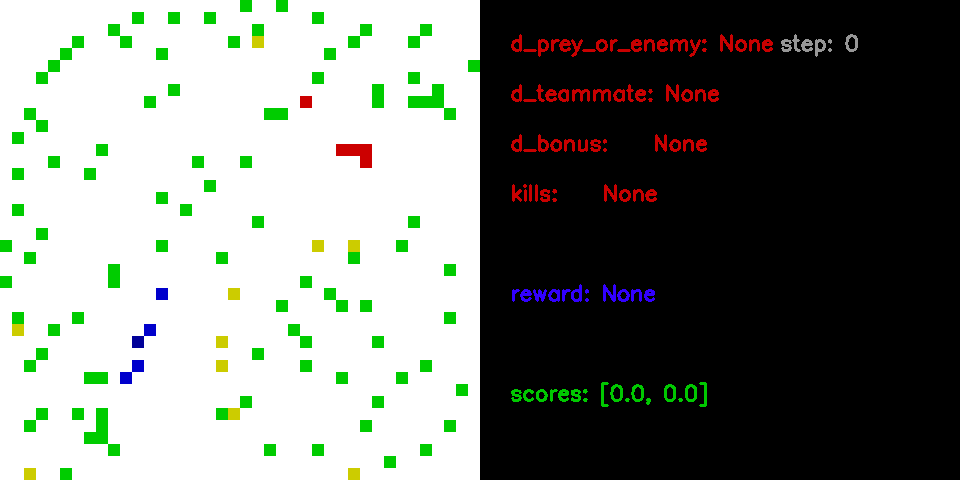 d_prey_or_enemy: None step: 0
d_teammate: None
d_bonus: None
kills: None
reward: None
scores: [0.0, 0.0]